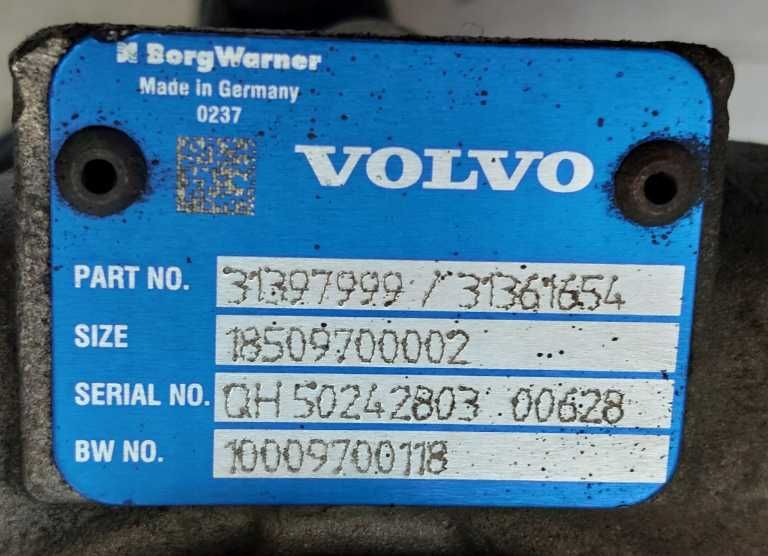 BorgWarner
Made in Germany
0237
VOLVO
PART NO. 31397999 / 31361654
SIZE 18509700002
SERIAL NO. QH 50242803 00628
BW NO. 10009700118